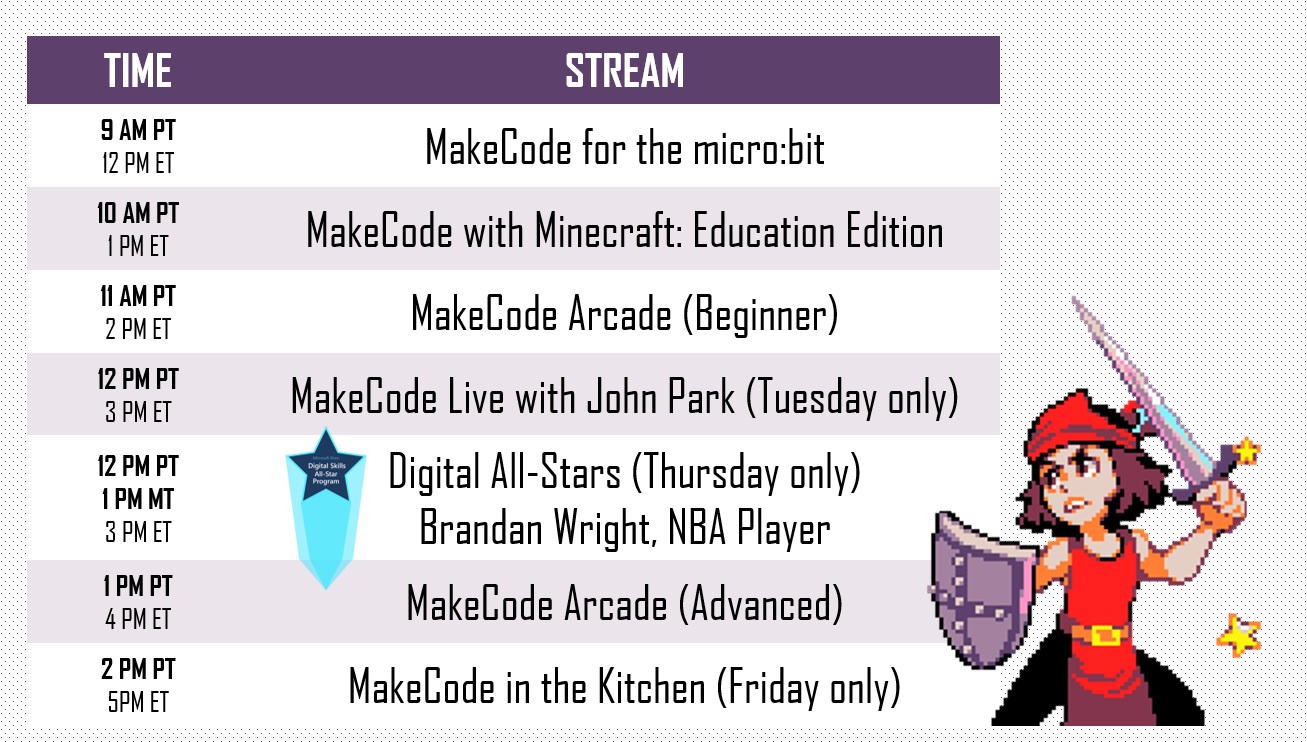 TIME STREAM
9 AM PT
12 PM ET
MakeCode for the micro:bit
10 AM PT
1 PM ET
MakeCode with Minecraft: Education Edition
11 AM PT
2 PM ET
MakeCode Arcade (Beginner)
12 PM PT
3 PM ET
MakeCode Live with John Park (Tuesday only)
12 PM PT
1 PM MT
3 PM ET
Microsoft Stores
Digital Skills
All-Star
Program
Digital All-Stars (Thursday only)
Brandan Wright, NBA Player
1 PM PT
4 PM ET
MakeCode Arcade (Advanced)
2 PM PT
5PM ET
MakeCode in the Kitchen (Friday only)